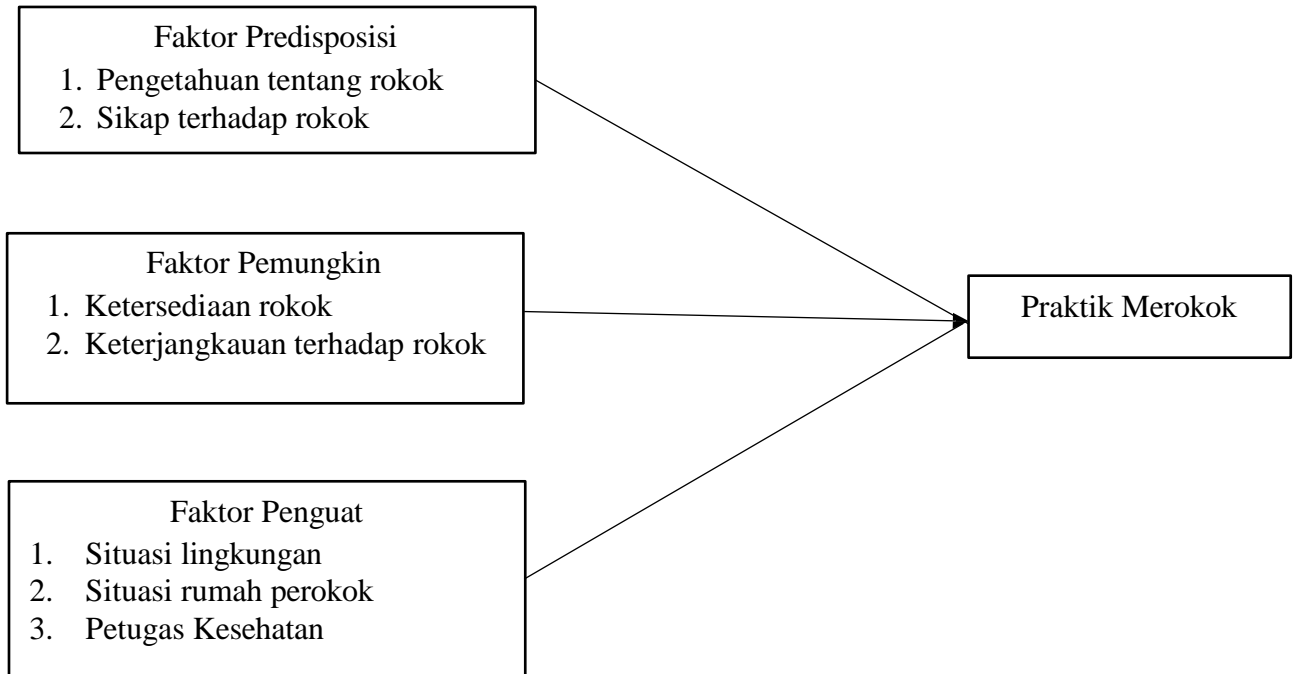 Faktor Predisposisi
1. Pengetahuan tentang rokok
2. Sikap terhadap rokok
Faktor Pemungkin
1. Ketersediaan rokok
2. Keterjangkauan terhadap rokok
Praktik Merokok
Faktor Penguat
1. Situasi lingkungan
2. Situasi rumah perokok
3. Petugas Kesehatan